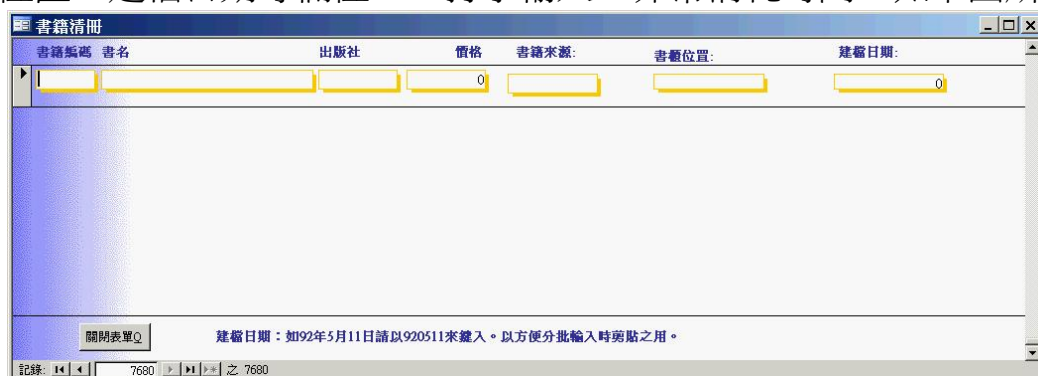 書籍清冊
書籍編碼 書名 出版社 價格 書籍來源: 書櫃位置: 建檔日期:
0 0
關閉表單Q 建檔日期：如92年5月11日請以920511來鍵入。以方便分批輸入時剪貼之用。
記錄: 7680 之 7680